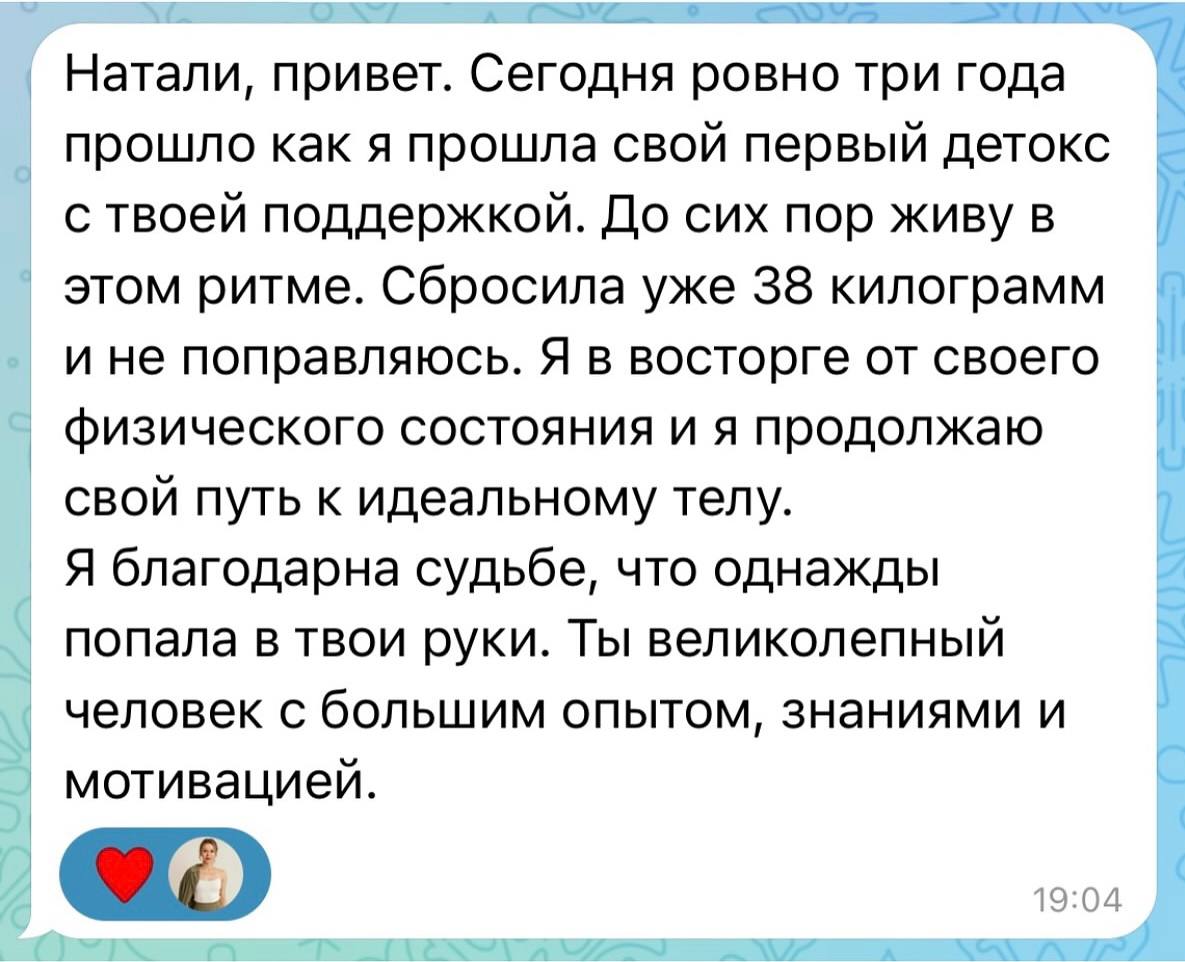 Натали, привет. Сегодня ровно три года
прошло как я прошла свой первый детокс
с твоей поддержкой. До сих пор живу в
этом ритме. Сбросила уже 38 килограмм
и не поправляюсь. Я в восторге от своего
физического состояния и я продолжаю
свой путь к идеальному телу.
Я благодарна судьбе, что однажды
попала в твои руки. Ты великолепный
человек с большим опытом, знаниями и
мотивацией.
19:04